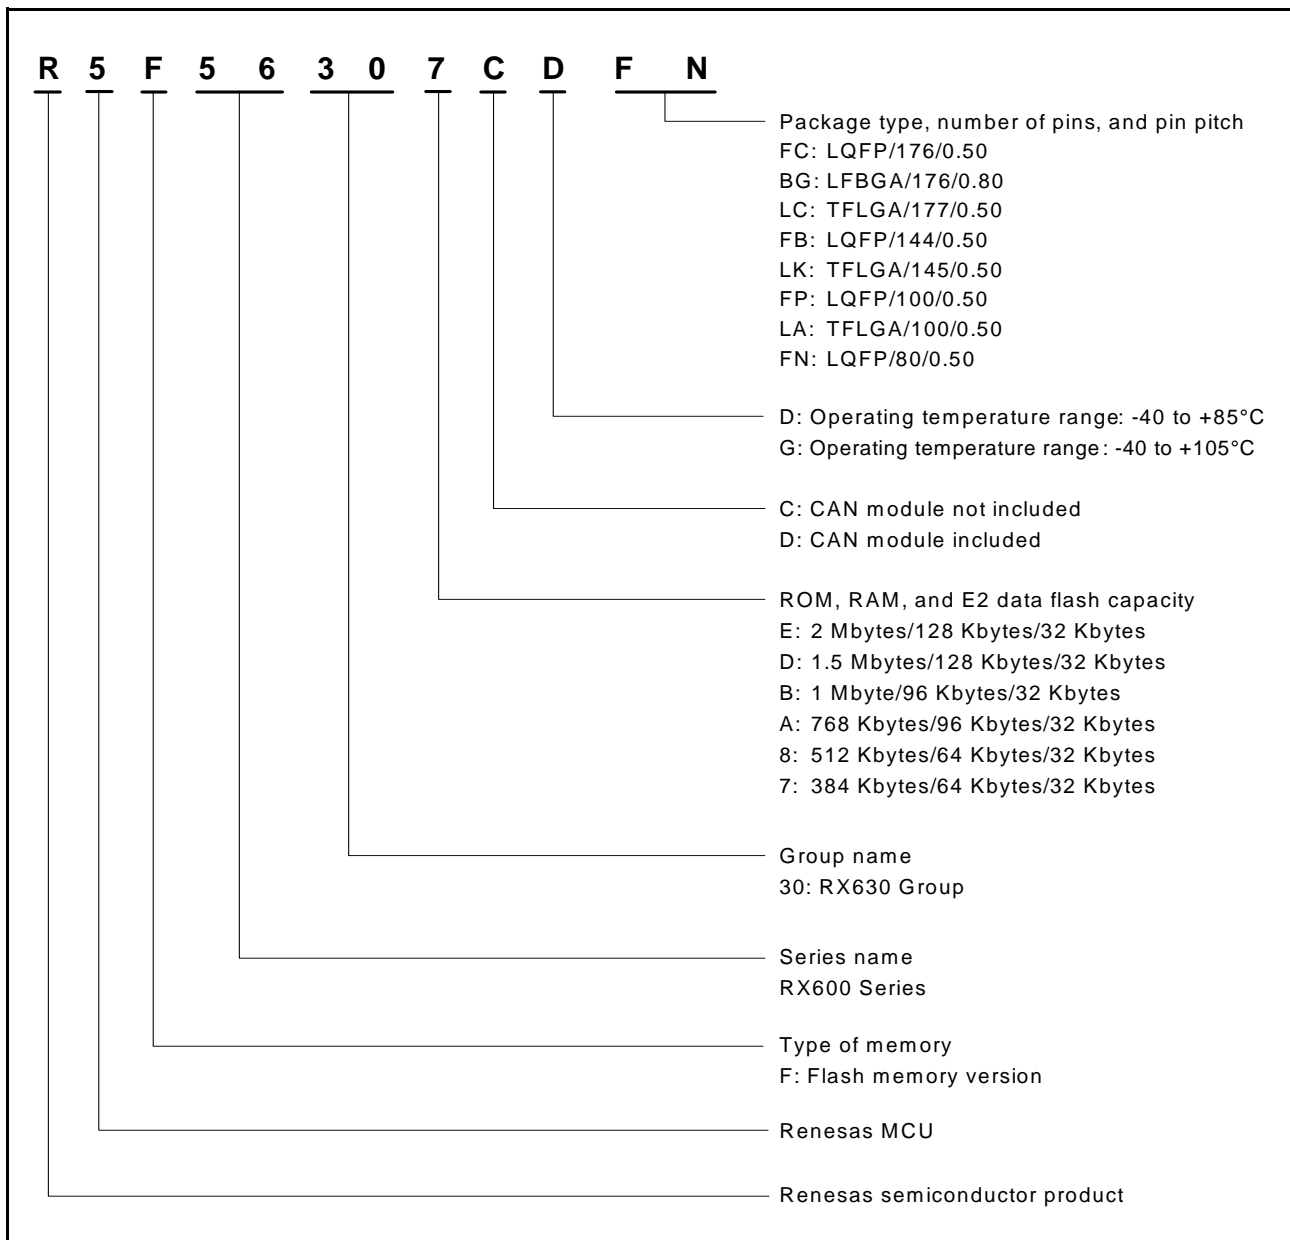 R 5 F 5 6 3 0 7 C D F N
Package type, number of pins, and pin pitch
FC: LQFP/176/0.50
BG: LFBGA/176/0.80
LC: TFLGA/177/0.50
FB: LQFP/144/0.50
LK: TFLGA/145/0.50
FP: LQFP/100/0.50
LA: TFLGA/100/0.50
FN: LQFP/80/0.50
D: Operating temperature range: -40 to +85°C
G: Operating temperature range: -40 to +105°C
C: CAN module not included
D: CAN module included
ROM, RAM, and E2 data flash capacity
E: 2 Mbytes/128 Kbytes/32 Kbytes
D: 1.5 Mbytes/128 Kbytes/32 Kbytes
B: 1 Mbyte/96 Kbytes/32 Kbytes
A: 768 Kbytes/96 Kbytes/32 Kbytes
8: 512 Kbytes/64 Kbytes/32 Kbytes
7: 384 Kbytes/64 Kbytes/32 Kbytes
Group name
30: RX630 Group
Series name
RX600 Series
Type of memory
F: Flash memory version
Renesas MCU
Renesas semiconductor product